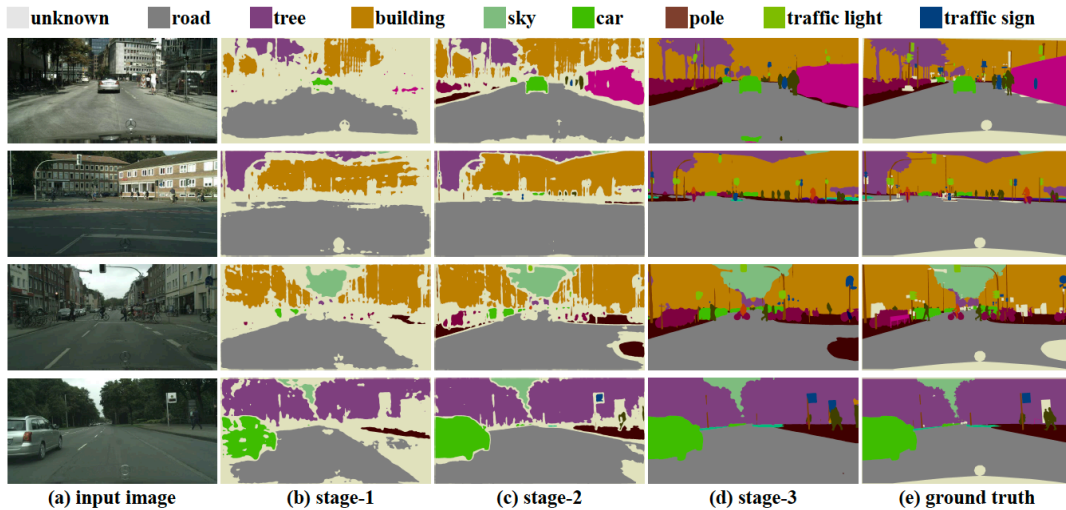 unknown road tree building sky car pole traffic light traffic sign
(a) input image (b) stage-1 (c) stage-2 (d) stage-3 (e) ground truth